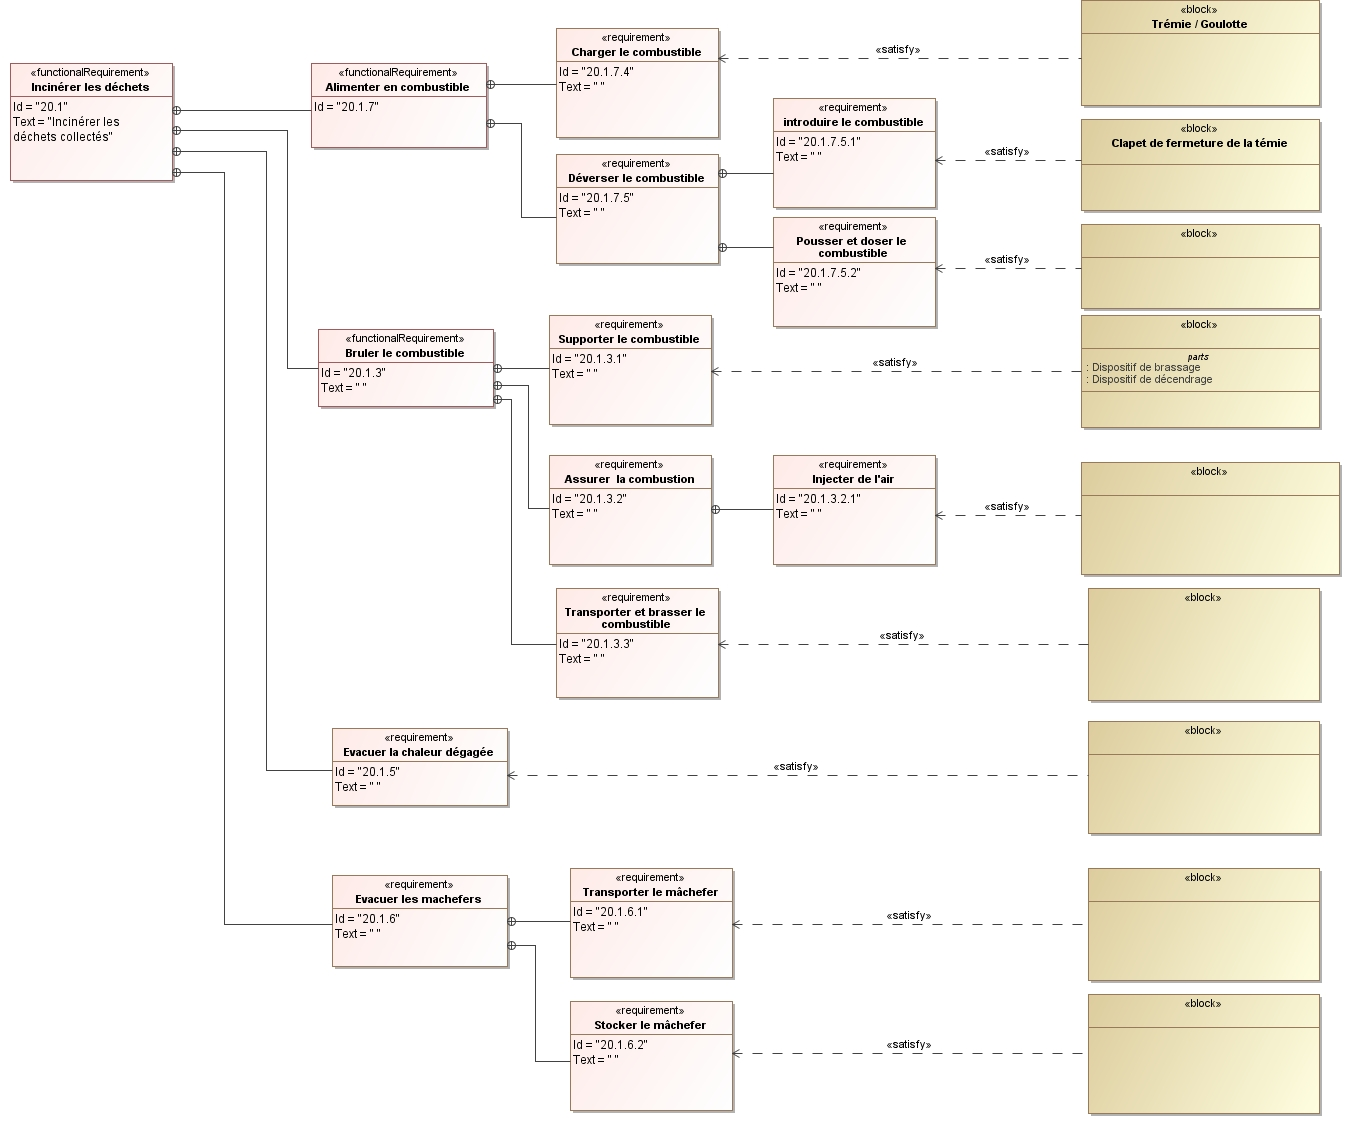 «functionalRequirement»
Incinérer les déchets
Id = "20.1"
Text = "Incinérer les
déchets collectés"
«functionalRequirement»
Alimenter en combustible
Id = "20.1.7"
«requirement»
Charger le combustible
Id = "20.1.7.4"
Text = " "
«satisfy»
«block»
Trémie / Goulotte
«requirement»
Déverser le combustible
Id = "20.1.7.5"
Text = " "
«requirement»
introduire le combustible
Id = "20.1.7.5.1"
Text = " "
«satisfy»
«block»
Clapet de fermeture de la témie
«requirement»
Pousser et doser le
combustible
Id = "20.1.7.5.2"
Text = " "
«satisfy»
«block»
«functionalRequirement»
Bruler le combustible
Id = "20.1.3"
Text = " "
«requirement»
Supporter le combustible
Id = "20.1.3.1"
Text = " "
«satisfy»
«block»
parts
: Dispositif de brassage
: Dispositif de décendrage
«requirement»
Assurer  la combustion
Id = "20.1.3.2"
Text = " "
«requirement»
Injecter de l'air
Id = "20.1.3.2.1"
Text = " "
«satisfy»
«block»
«requirement»
Transporter et brasser le
combustible
Id = "20.1.3.3"
Text = " "
«satisfy»
«block»
«requirement»
Evacuer la chaleur dégagée
Id = "20.1.5"
Text = " "
«satisfy»
«block»
«requirement»
Evacuer les machefers
Id = "20.1.6"
Text = " "
«requirement»
Transporter le mâchefer
Id = "20.1.6.1"
Text = " "
«satisfy»
«block»
«requirement»
Stocker le mâchefer
Id = "20.1.6.2"
Text = " "
«satisfy»
«block»